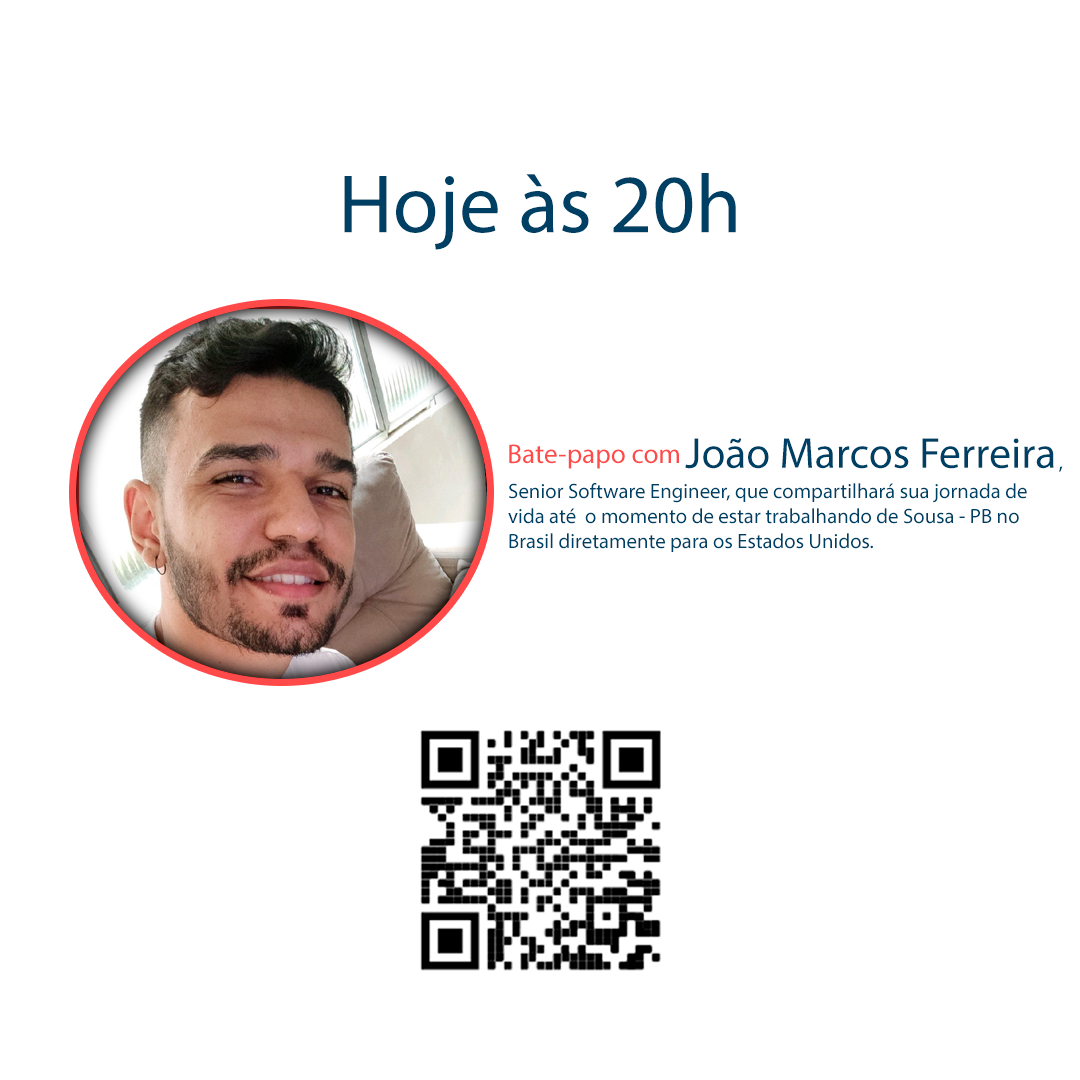 Hoje às 20h
Bate-papo com João Marcos Ferreira,
Senior Software Engineer, que compartilhará sua jornada de
vida até o momento de estar trabalhando de Sousa - PB no
Brasil diretamente para os Estados Unidos.